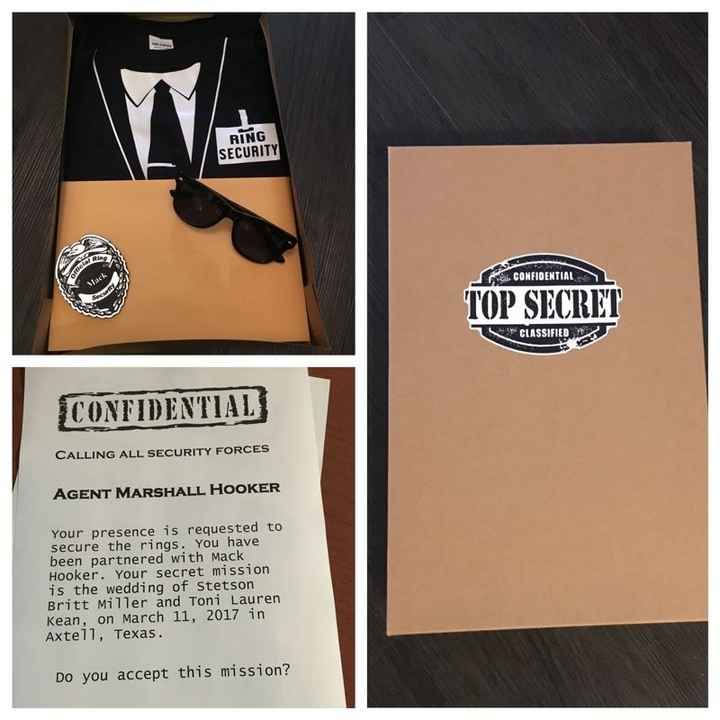 RING
SECURITY
Official Ring
Mack
Security
CONFIDENTIAL
TOP SECRET
CLASSIFIED
CONFIDENTIAL
CALLING ALL SECURITY FORCES
AGENT MARSHALL HOOKER
Your presence is requested to
secure the rings. You have
been partnered with Mack
Hooker. Your secret mission
is the wedding of Stetson
Britt Miller and Toni Lauren
Kean, on March 11, 2017 in
Axtell, Texas.
Do you accept this mission?